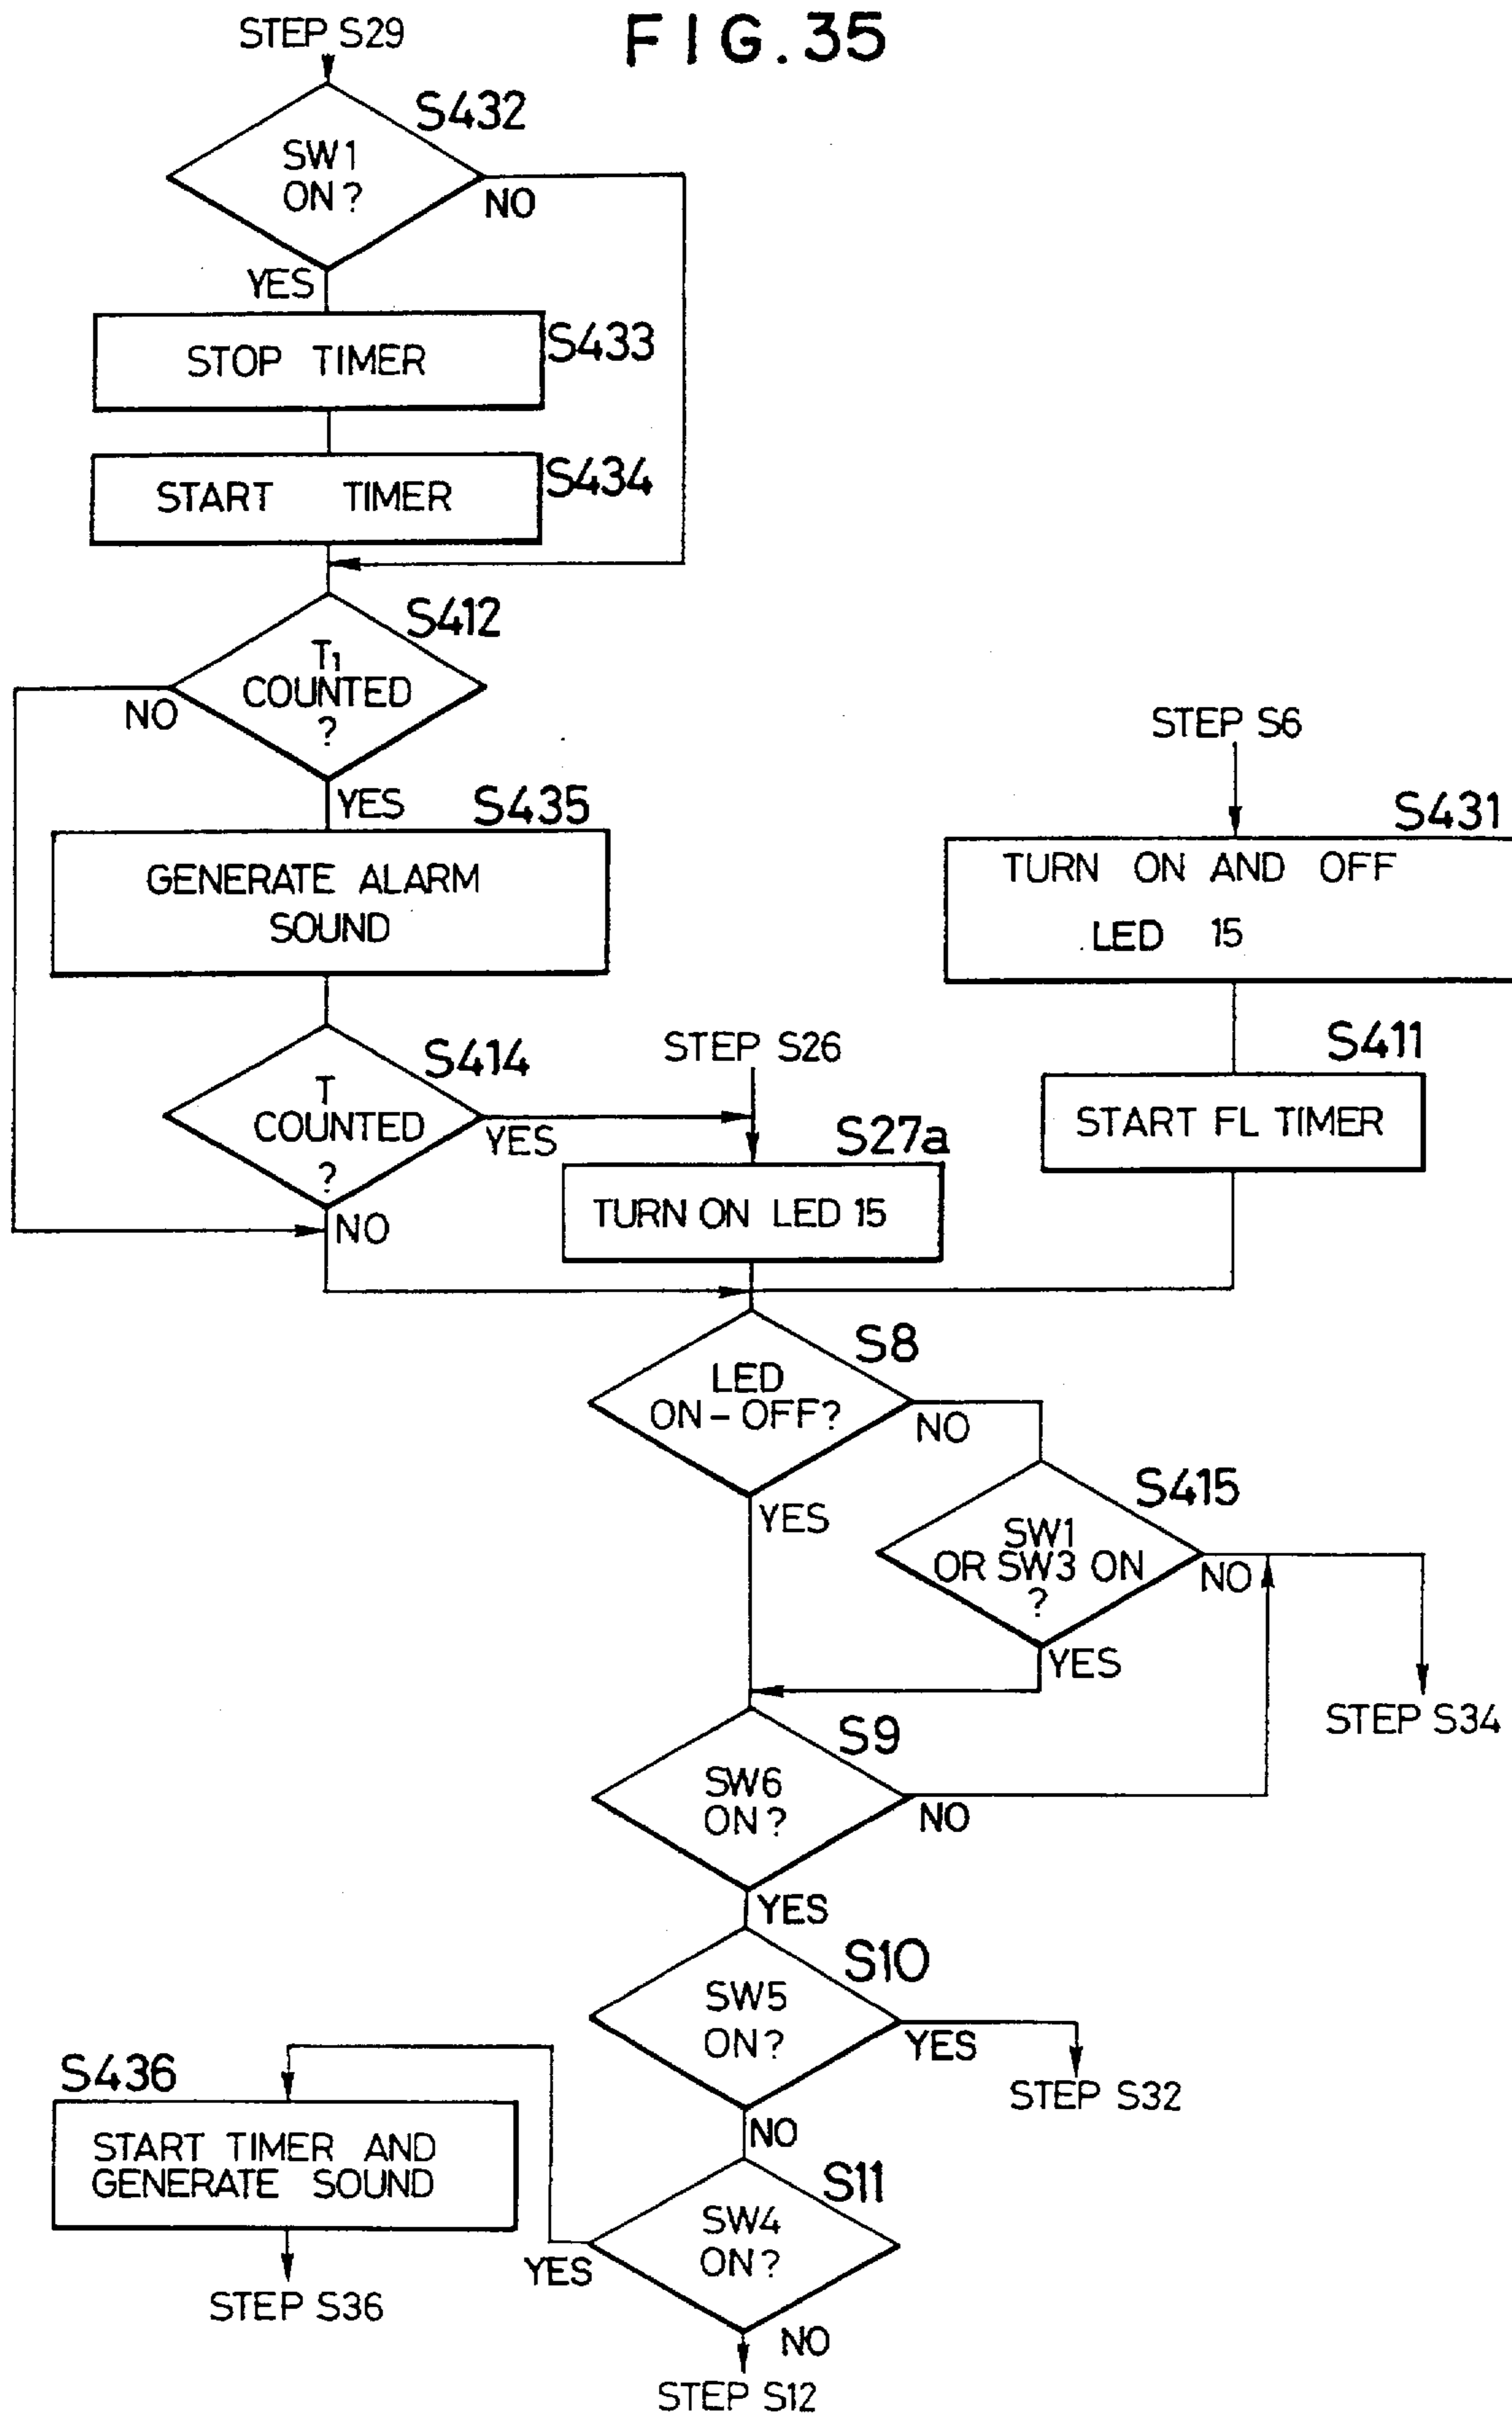 FIG.35
STEP S29
S432
SW1
ON?
NO
YES
STOP TIMER
S433
START TIMER
S434
S412
T1
COUNTED
?
NO
YES
S435
GENERATE ALARM
SOUND
STEP S6
S431
TURN ON AND OFF
LED 15
S411
START FL TIMER
S414
T
COUNTED
?
YES
NO
STEP S26
S27a
TURN ON LED 15
S8
LED
ON-OFF?
NO
YES
S415
SW1
OR SW3 ON
?
NO
YES
STEP S34
S9
SW6
ON?
NO
YES
S10
SW5
ON?
YES
STEP S32
NO
S436
START TIMER AND
GENERATE SOUND
STEP S36
S11
SW4
ON?
YES
NO
STEP S12